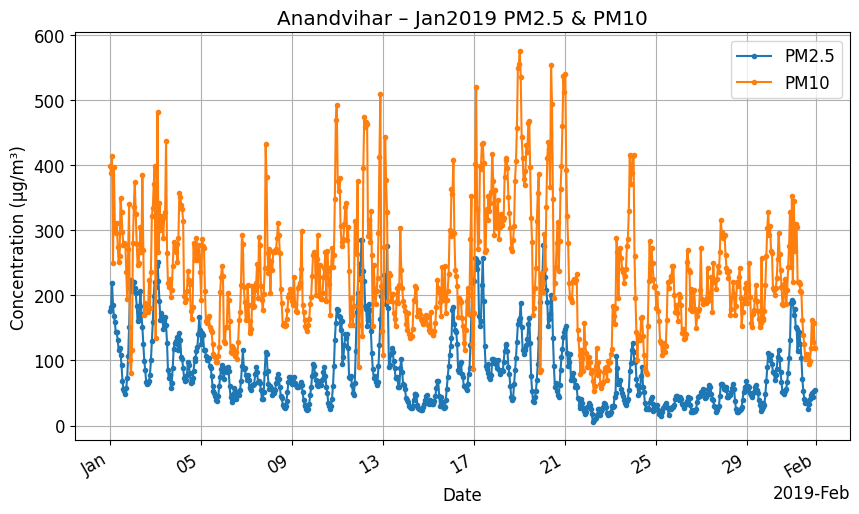 Anandvihar – Jan2019 PM2.5 & PM10
PM2.5
PM10
Concentration (µg/m³)
600
500
400
300
200
100
0
Jan
05
09
13
17
21
25
29
Feb
2019-Feb
Date